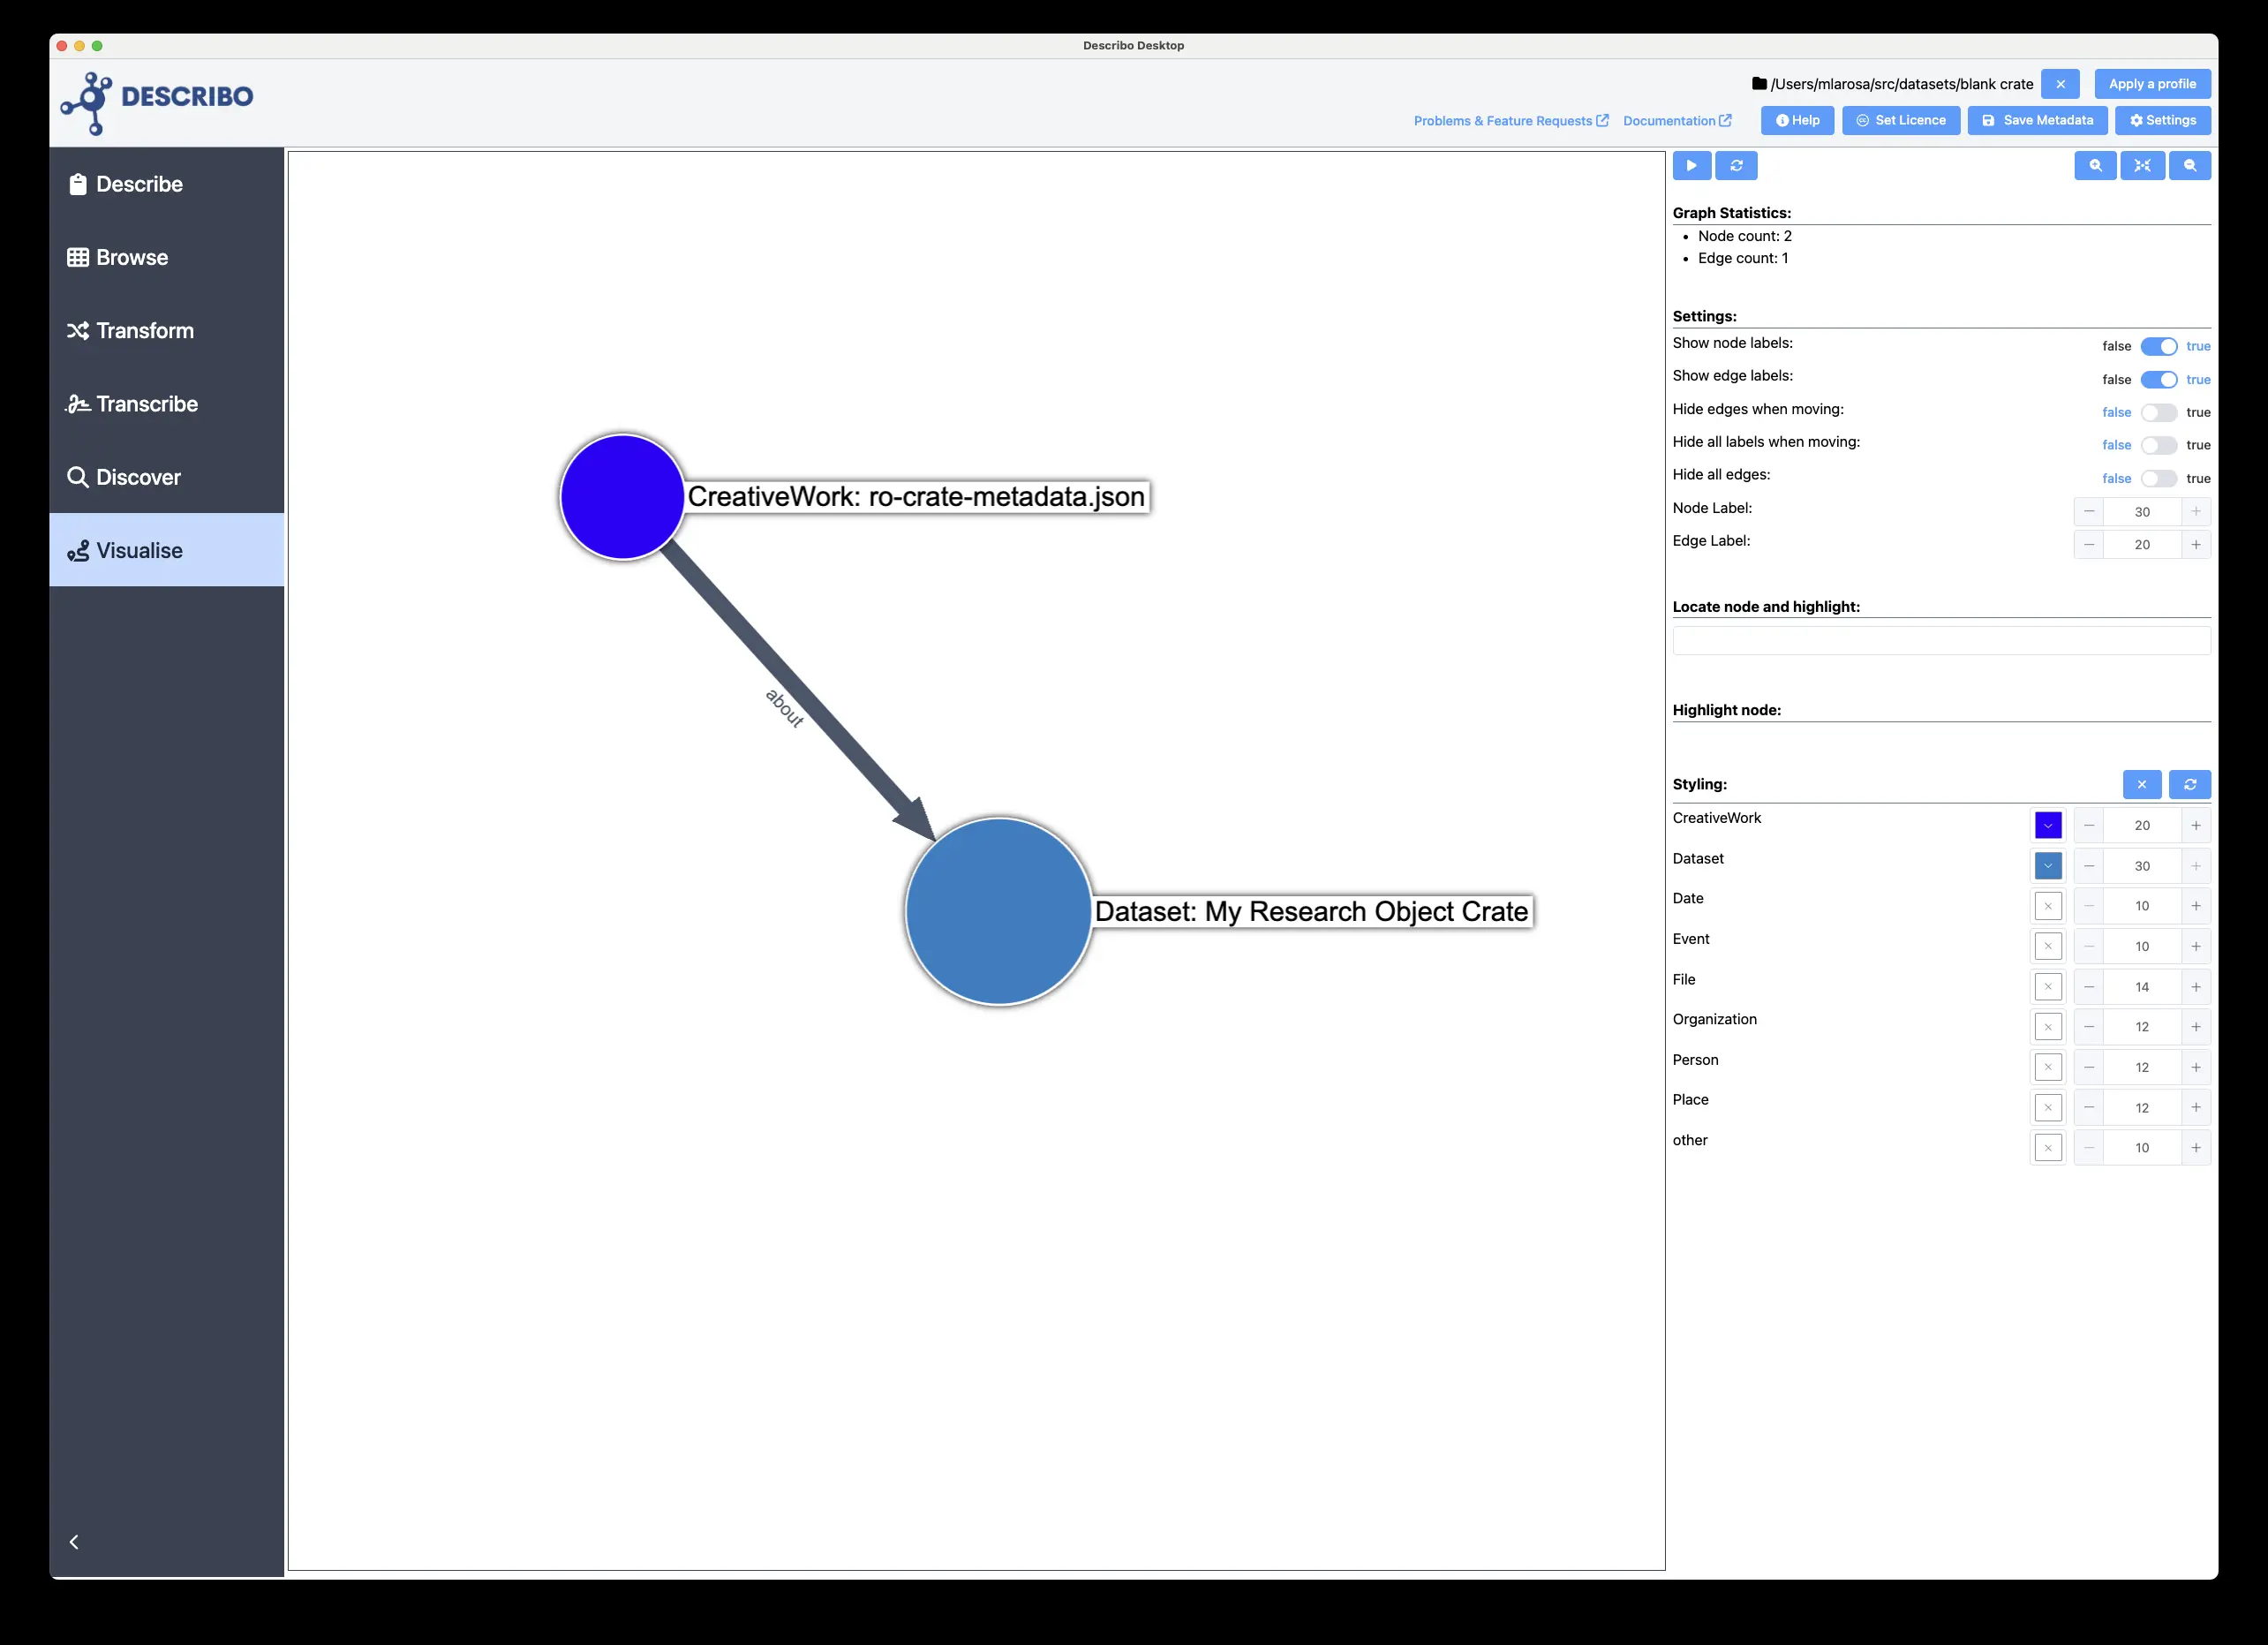 Describo Desktop
DESCRIBO
/Users/mlarosa/src/datasets/blank crate
Apply a profile
Problems & Feature Requests
Documentation
Help
Set Licence
Save Metadata
Settings
Describe
Browse
Transform
Transcribe
Discover
Visualise
CreativeWork: ro-crate-metadata.json
about
Dataset: My Research Object Crate
Graph Statistics:
Node count: 2
Edge count: 1
Settings:
Show node labels: false true
Show edge labels: false true
Hide edges when moving: false true
Hide all labels when moving: false true
Hide all edges: false true
Node Label: 30
Edge Label: 20
Locate node and highlight:
Highlight node:
Styling:
CreativeWork 20
Dataset 30
Date 10
Event 10
File 14
Organization 12
Person 12
Place 12
other 10